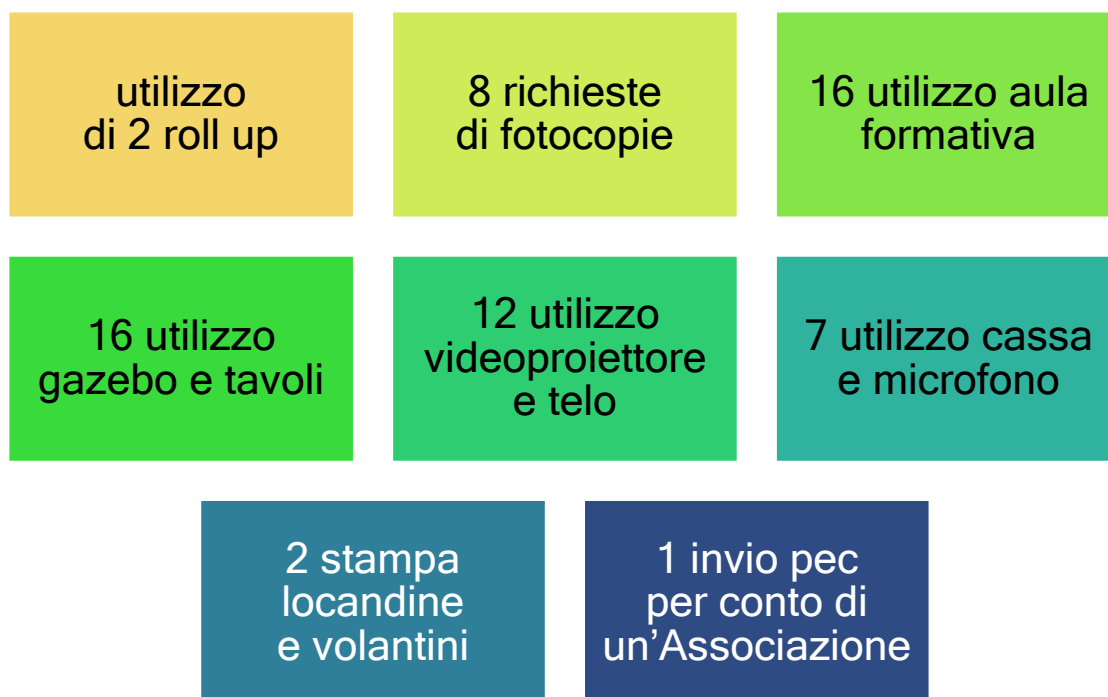 utilizzo
di 2 roll up
8 richieste
di fotocopie
16 utilizzo aula
formativa
16 utilizzo
gazebo e tavoli
12 utilizzo
videoproiettore
e telo
7 utilizzo cassa
e microfono
2 stampa
locandine
e volantini
1 invio pec
per conto di
un’Associazione